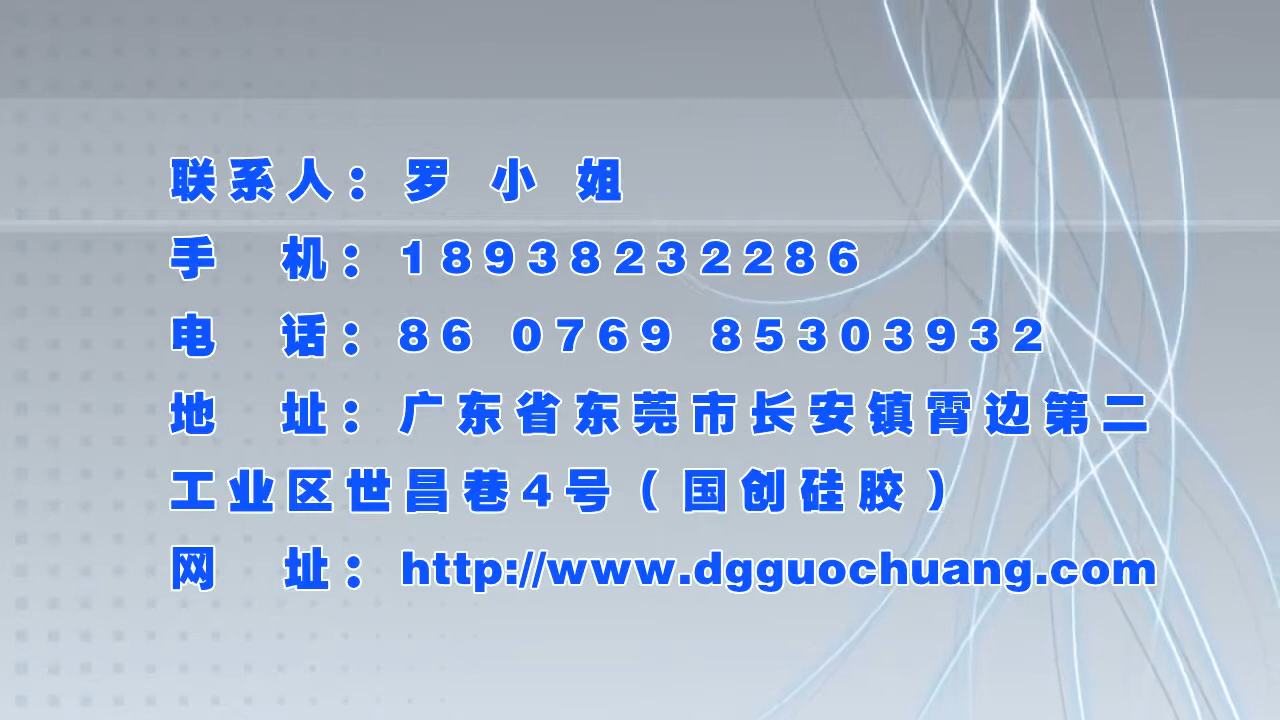 联系人：罗 小 姐
手 机：18938232286
电 话：86 0769 85303932
地 址：广东省东莞市长安镇霄边第二
工业区世昌巷4号（国创硅胶）
网 址：http://www.dgguochuang.com